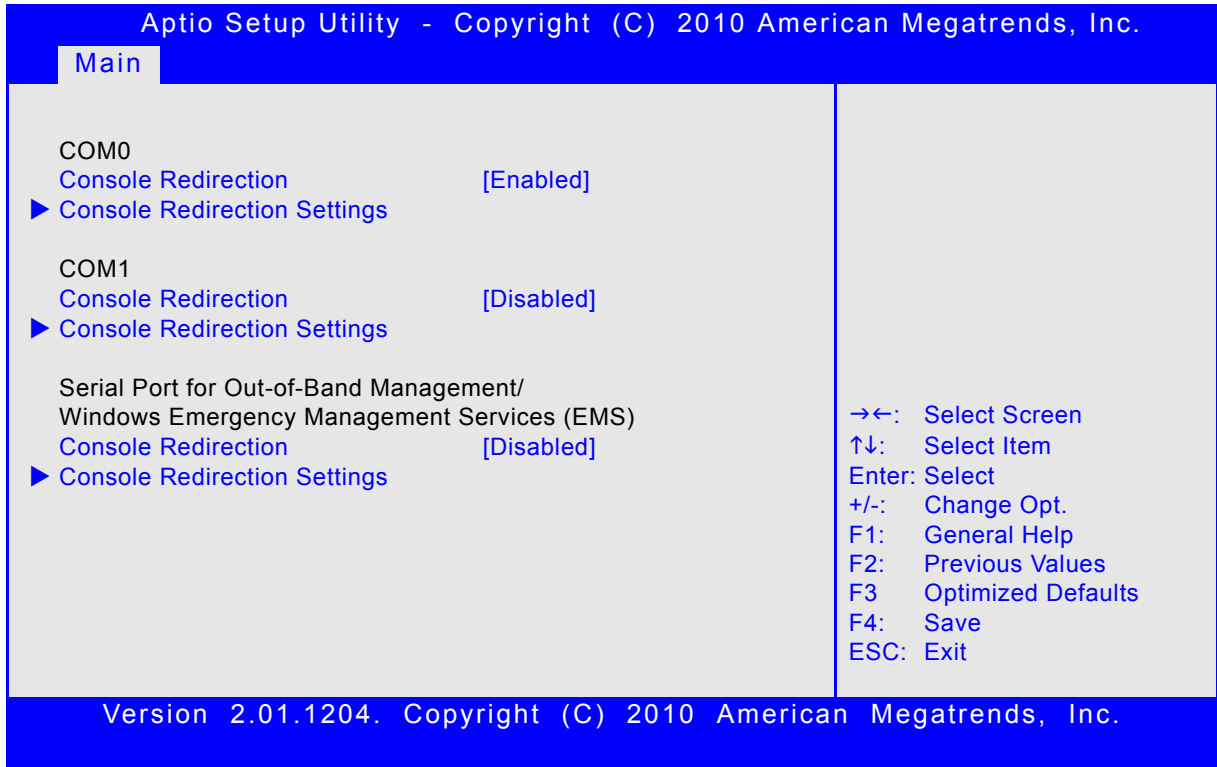 Aptio Setup Utility - Copyright (C) 2010 American Megatrends, Inc.
Main
COM0
Console Redirection [Enabled]
▶ Console Redirection Settings
COM1
Console Redirection [Disabled]
▶ Console Redirection Settings
Serial Port for Out-of-Band Management/
Windows Emergency Management Services (EMS)
Console Redirection [Disabled]
▶ Console Redirection Settings
→←: Select Screen
↑↓: Select Item
Enter: Select
+/-: Change Opt.
F1: General Help
F2: Previous Values
F3 Optimized Defaults
F4: Save
ESC: Exit
Version 2.01.1204. Copyright (C) 2010 American Megatrends, Inc.